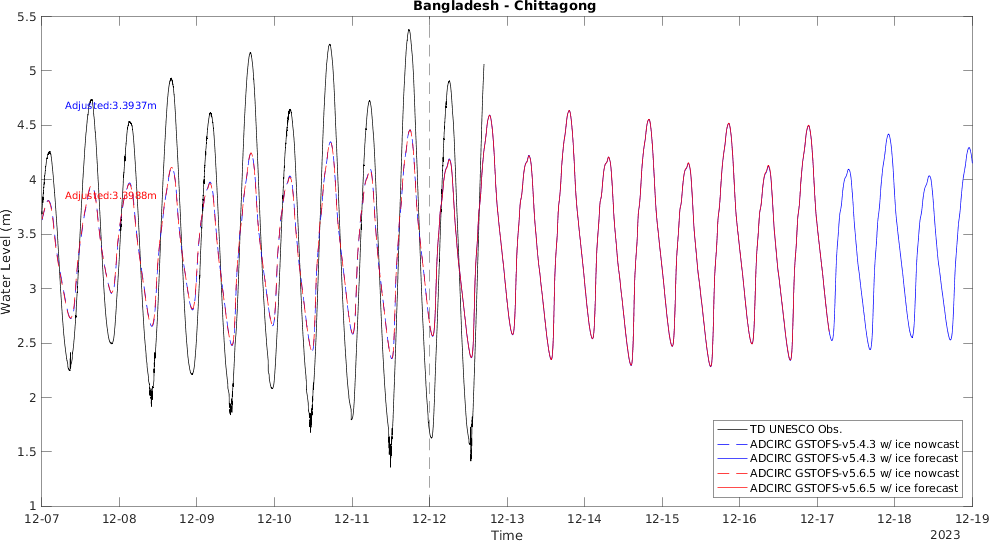 Bangladesh - Chittagong
5.5
5
4.5
4
3.5
3
2.5
2
1.5
1
Water Level (m)
Adjusted:3.3937m
Adjusted:3.3988m
TD UNESCO Obs.
ADCIRC GSTOFS-v5.4.3 w/ ice nowcast
ADCIRC GSTOFS-v5.4.3 w/ ice forecast
ADCIRC GSTOFS-v5.6.5 w/ ice nowcast
ADCIRC GSTOFS-v5.6.5 w/ ice forecast
12-07 12-08 12-09 12-10 12-11 12-12 12-13 12-14 12-15 12-16 12-17 12-18 12-19
Time
2023